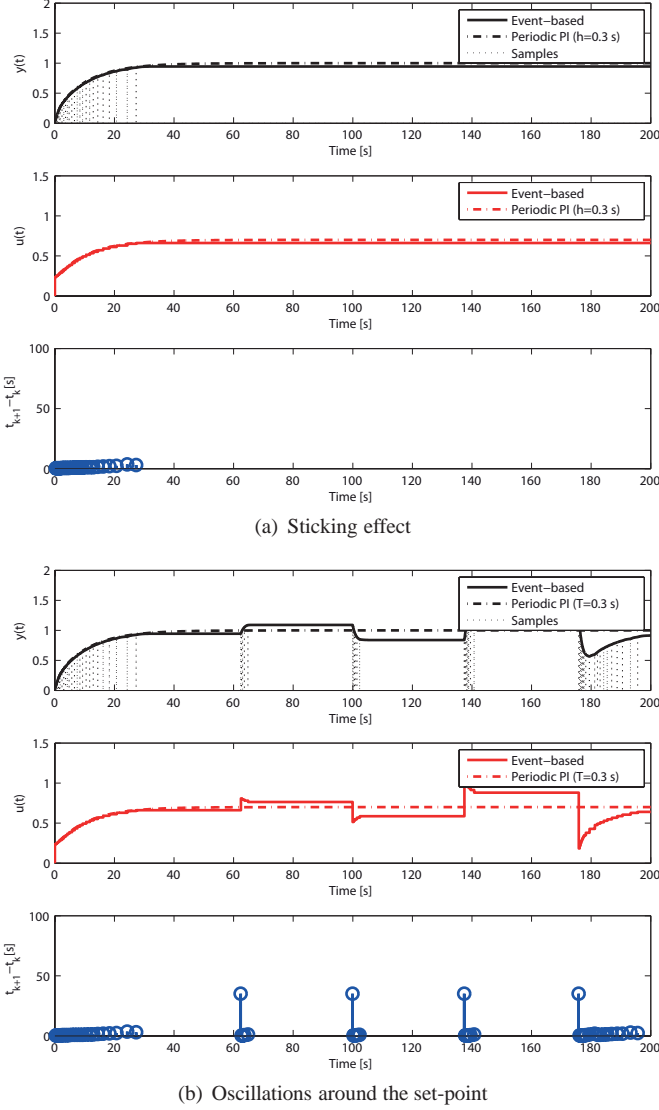 2
1.5
1
0.5
0
y(t)
Event−based
Periodic PI (h=0.3 s)
Samples
0 20 40 60 80 100 120 140 160 180 200
Time [s]
1.5
1
0.5
0
u(t)
Event−based
Periodic PI (h=0.3 s)
0 20 40 60 80 100 120 140 160 180 200
Time [s]
100
50
0
t_{k+1}−t_k [s]
0 20 40 60 80 100 120 140 160 180 200
Time [s]
(a) Sticking effect
2
1.5
1
0.5
0
y(t)
Event−based
Periodic PI (T=0.3 s)
Samples
0 20 40 60 80 100 120 140 160 180 200
Time [s]
1.5
1
0.5
0
u(t)
Event−based
Periodic PI (T=0.3 s)
0 20 40 60 80 100 120 140 160 180 200
Time [s]
100
50
0
t_{k+1}−t_k [s]
0 20 40 60 80 100 120 140 160 180 200
Time [s]
(b) Oscillations around the set-point